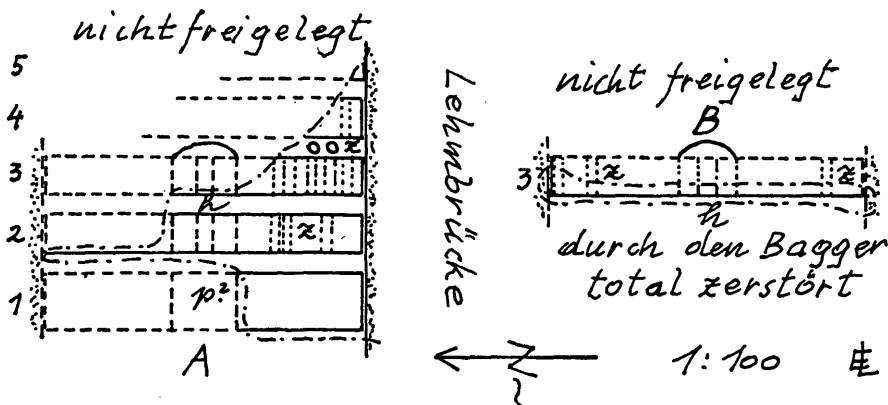 nicht freigelegt
5
4
3
2
1
o o z
h
z
p?
A
Lehmbrücke
nicht freigelegt
B
3
z
z
h
durch den Bagger
total zerstört
1:100